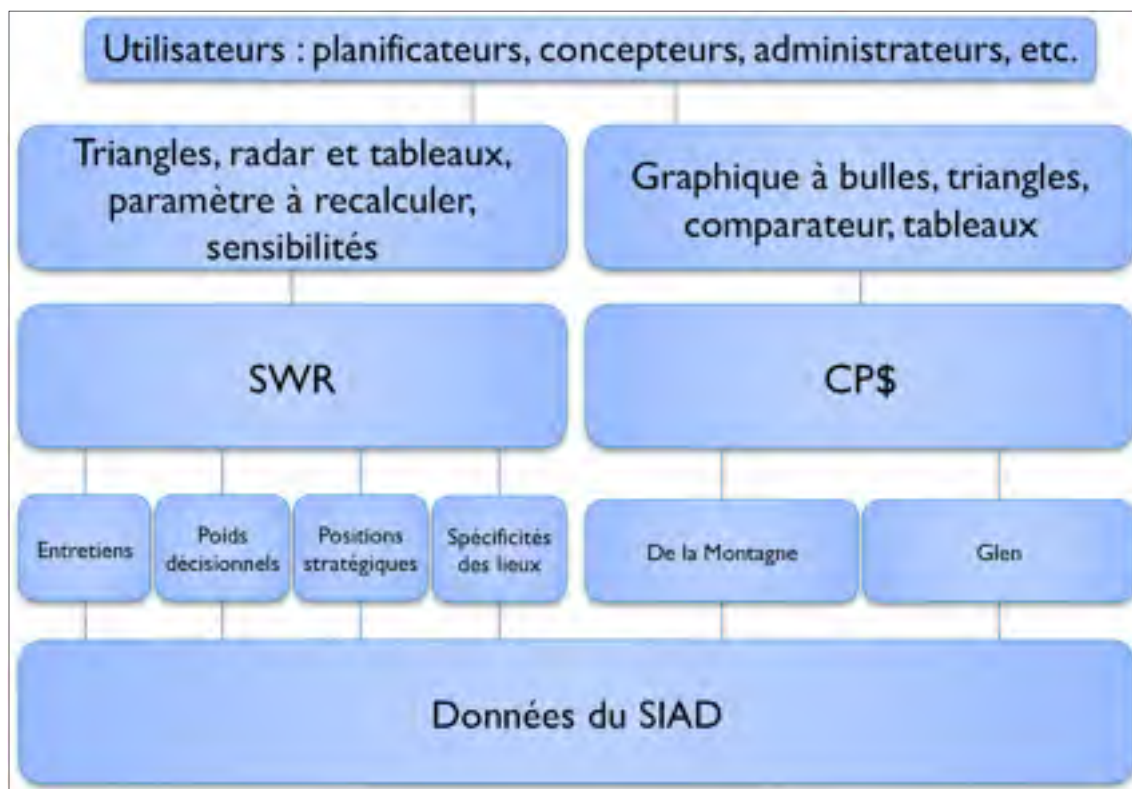 Utilisateurs : planificateurs, concepteurs, administrateurs, etc.
Triangles, radar et tableaux,
paramètre à recalculer,
sensibilités
Graphique à bulles, triangles,
comparateur, tableaux
SWR
CP$
Entretiens
Poids
décisionnels
Positions
stratégiques
Spécificités
des lieux
De la Montagne
Glen
Données du SIAD